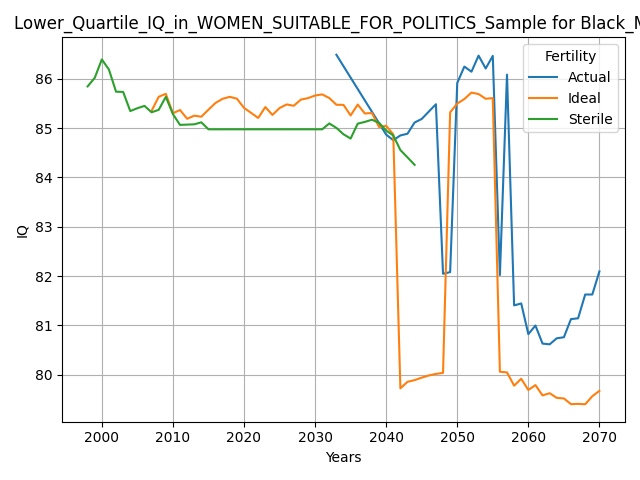 Lower_Quartile_IQ_in_WOMEN_SUITABLE_FOR_POLITICS_Sample for Black_M
Fertility
Actual
Ideal
Sterile
IQ
86
85
84
83
82
81
80
2000 2010 2020 2030 2040 2050 2060 2070
Years